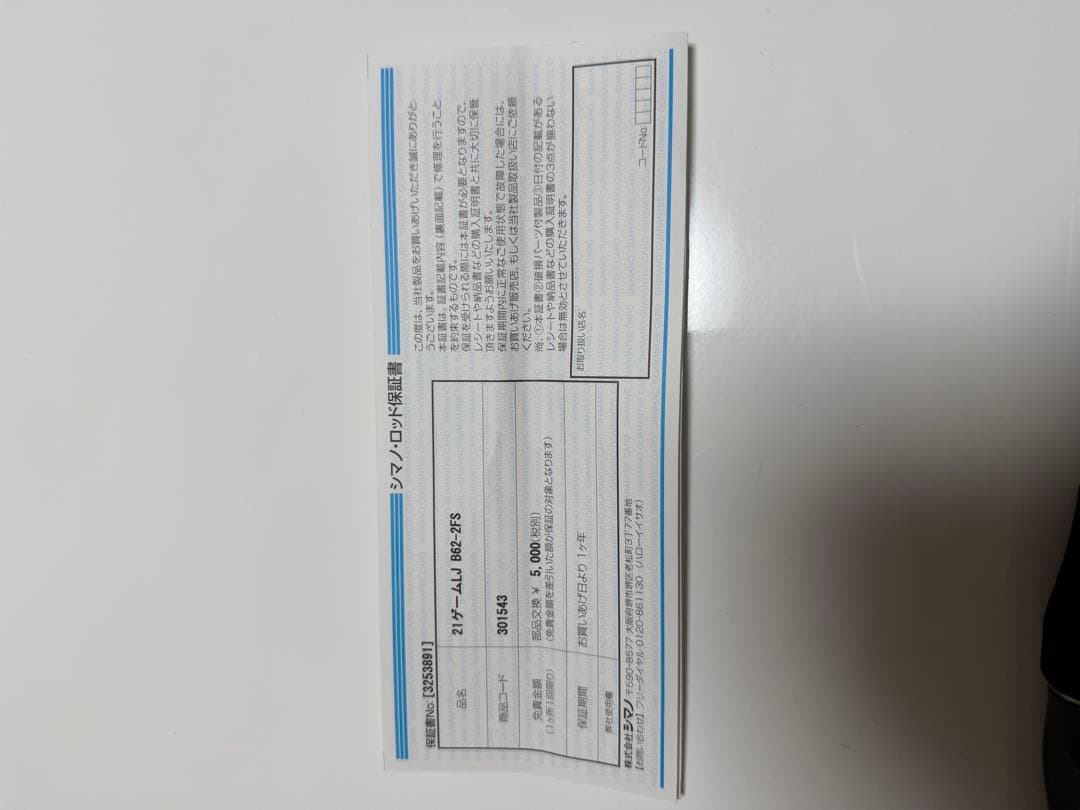 シマノ・ロッド保証書
保証書No.[3253891]
品名 21ゲームLJ B62-2FS
商品コード 301543
免責金額 部品交換 ¥ 5,000(税別)
(1ヶ所1回限り) (免責金額を差引いた額が保証の対象となります)
保証期間 お買いあげ日より 1ヶ年
弊社使用欄
この度は、当社製品をお買いあげいただき誠にありがと
うございます。
本証書は、証書記載内容(裏面記載)で修理を行うこと
を約束するものです。
保証を受けられる際には本証書が必要となりますので、
レシートや納品書などの購入証明書と共に大切に保管
頂きますようお願いいたします。
保証期間内に正常なご使用状態で故障した場合には、
お買いあげ販売店、もしくは当社製品取扱い店にご依頼
ください。
尚、①本証書②破損パーツ付製品③日付の記載がある
レシートや納品書などの購入証明書の3点が揃わない
場合は無効とさせていただきます。
お取り扱い店名:
コードNo.
株式会社シマノ 〒590-8577 大阪府堺市堺区老松町3丁77番地
【お問い合わせ】フリーダイヤル 0120-861130 (ハローイイサオ)